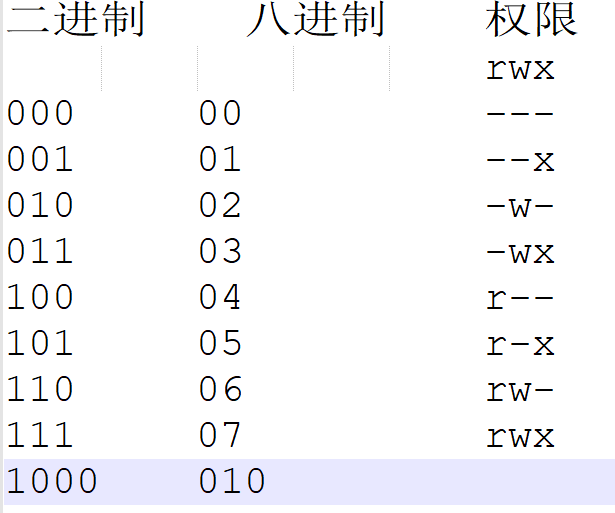 二进制 八进制 权限
rwx
000 00 ---
001 01 --x
010 02 -w-
011 03 -wx
100 04 r--
101 05 r-x
110 06 rw-
111 07 rwx
1000 010